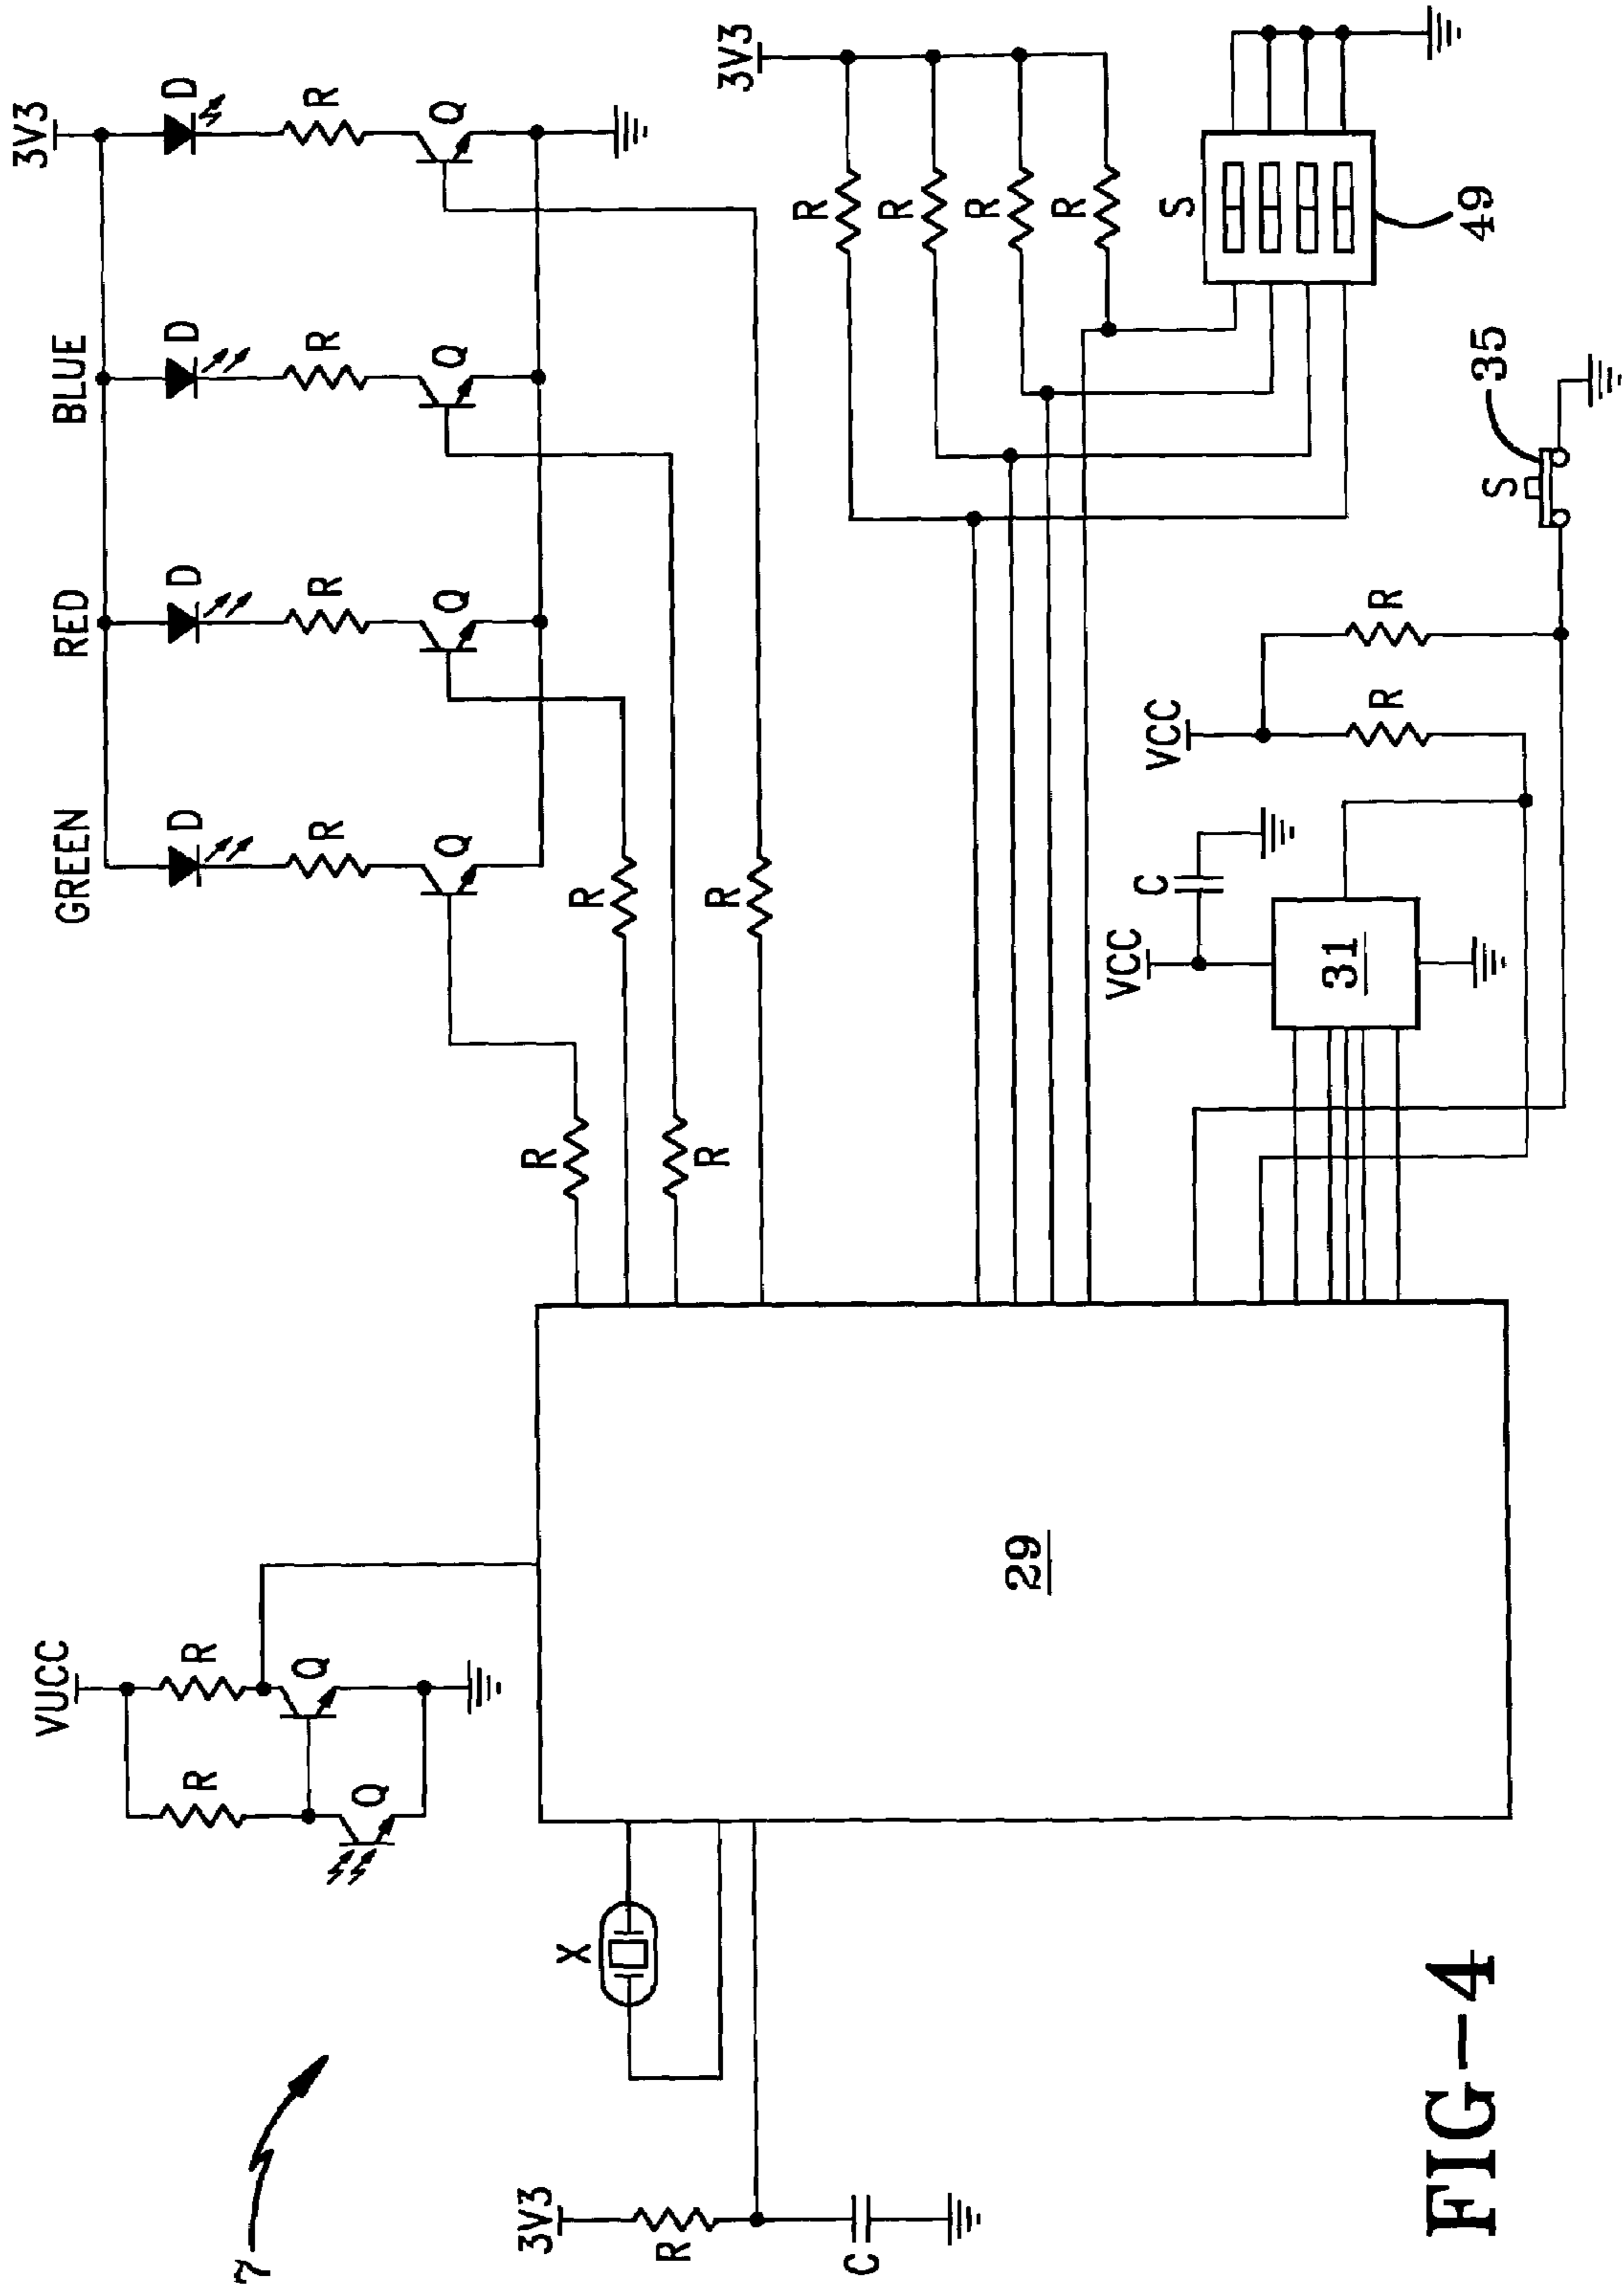 3V3
VUCC
GREEN RED BLUE
D D D D
R R
7
Q
R R R R
Q
Q Q Q Q
3V3
R
X
R
R
R
R
3V3
R
C
R
R
29
R
VCC
C
VCC
S
31
R R
FIG-4
49
35
S